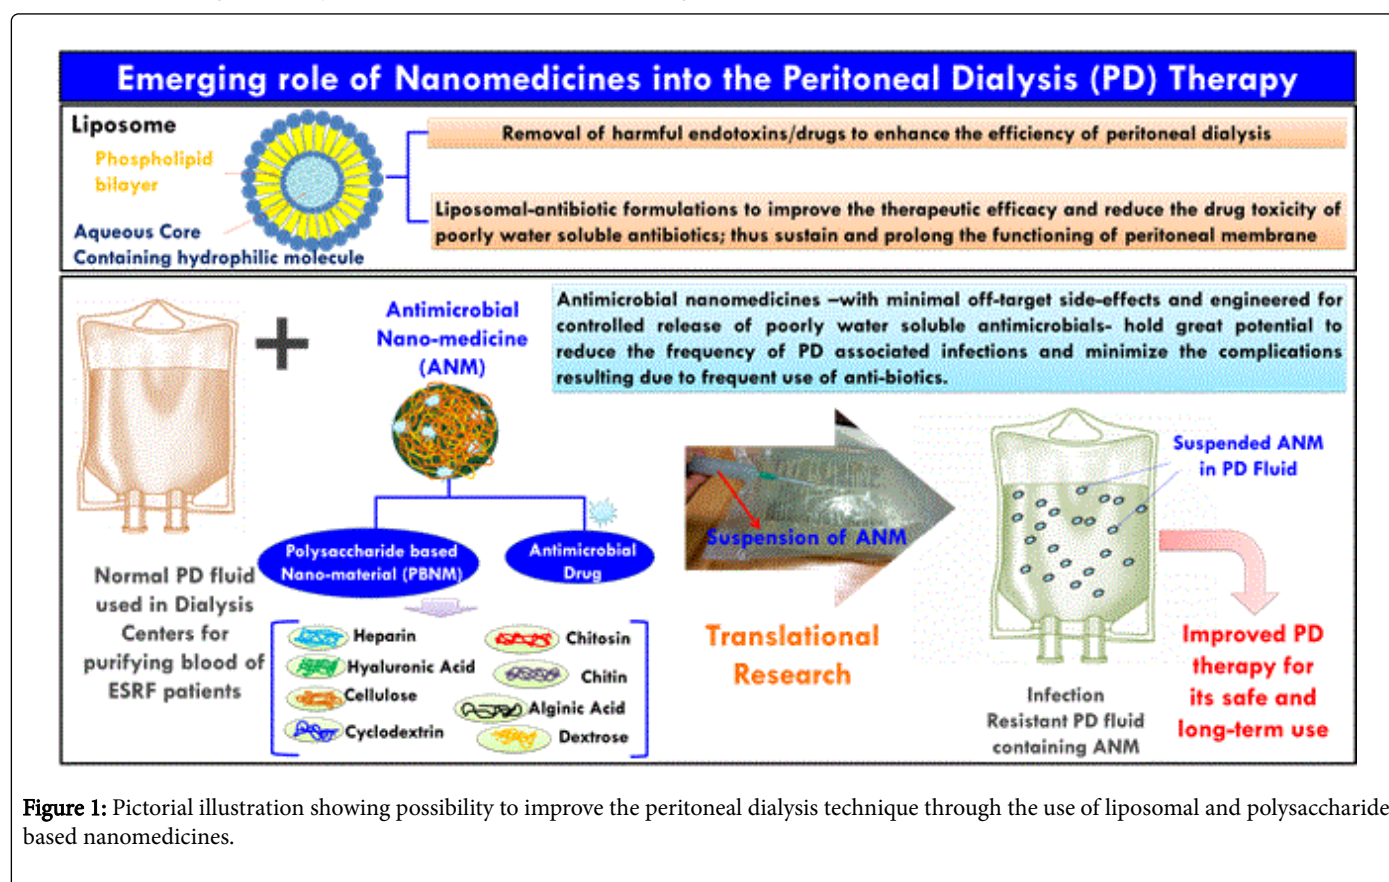 Emerging role of Nanomedicines into the Peritoneal Dialysis (PD) Therapy
Liposome
Phospholipid
bilayer
Aqueous Core
Containing hydrophilic molecule
Removal of harmful endotoxins/drugs to enhance the efficiency of peritoneal dialysis
Liposomal-antibiotic formulations to improve the therapeutic efficacy and reduce the drug toxicity of
poorly water soluble antibiotics; thus sustain and prolong the functioning of peritoneal membrane
Normal PD fluid
used in Dialysis
Centers for
purifying blood of
ESRF patients
Antimicrobial
Nano-medicine
(ANM)
Polysaccharide based
Nano-material (PBNM)
Antimicrobial
Drug
Heparin
Hyaluronic Acid
Cellulose
Cyclodextrin
Chitosin
Chitin
Alginic Acid
Dextrose
Antimicrobial nanomedicines –with minimal off-target side-effects and engineered for
controlled release of poorly water soluble antimicrobials- hold great potential to
reduce the frequency of PD associated infections and minimize the complications
resulting due to frequent use of anti-biotics.
Suspension of ANM
Translational
Research
Suspended ANM
in PD Fluid
Infection
Resistant PD fluid
containing ANM
Improved PD
therapy for
its safe and
long-term use
Figure 1: Pictorial illustration showing possibility to improve the peritoneal dialysis technique through the use of liposomal and polysaccharide
based nanomedicines.